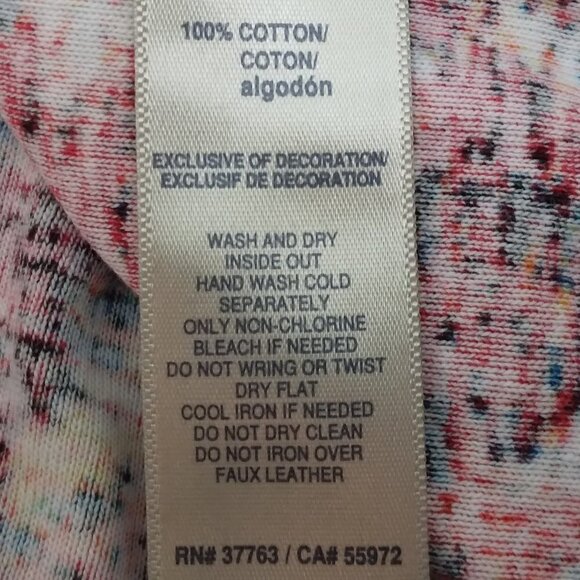 100% COTTON/
COTON/
algodón
EXCLUSIVE OF DECORATION/
EXCLUSIF DE DECORATION
WASH AND DRY
INSIDE OUT
HAND WASH COLD
SEPARATELY
ONLY NON-CHLORINE
BLEACH IF NEEDED
DO NOT WRING OR TWIST
DRY FLAT
COOL IRON IF NEEDED
DO NOT DRY CLEAN
DO NOT IRON OVER
FAUX LEATHER
RN# 37763 / CA# 55972